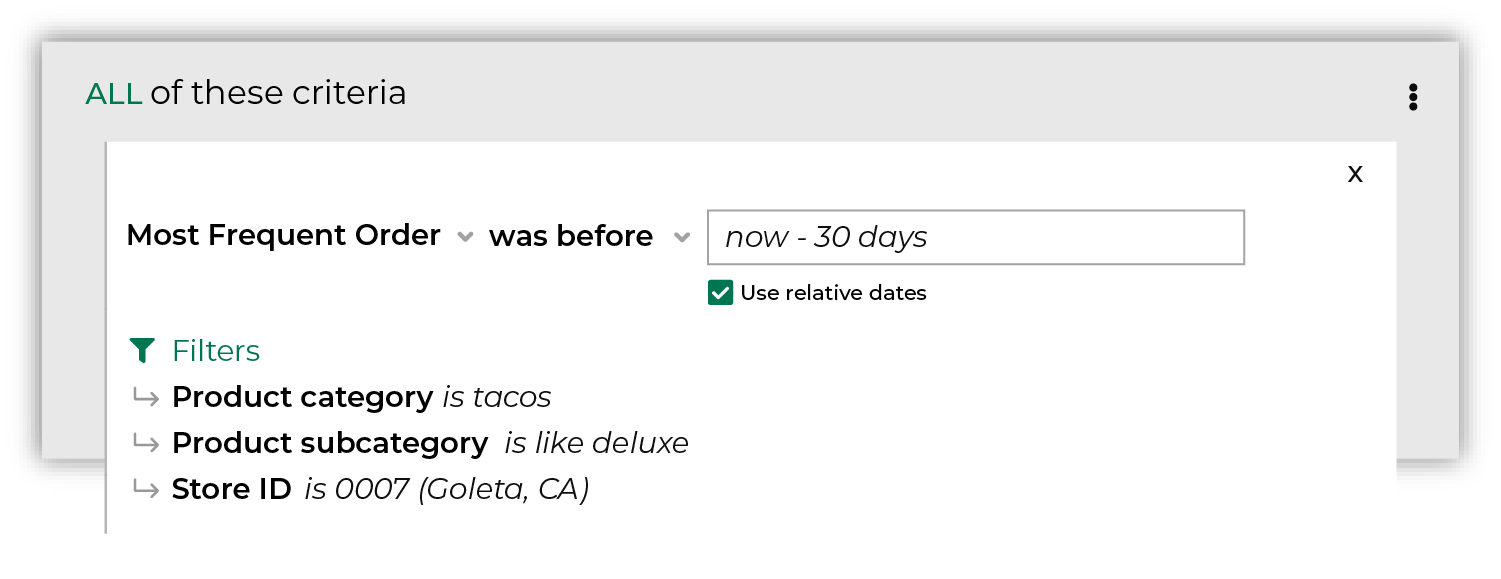 ALL of these criteria
x
Most Frequent Order was before now - 30 days
Use relative dates
Filters
Product category is tacos
Product subcategory is like deluxe
Store ID is 0007 (Goleta, CA)